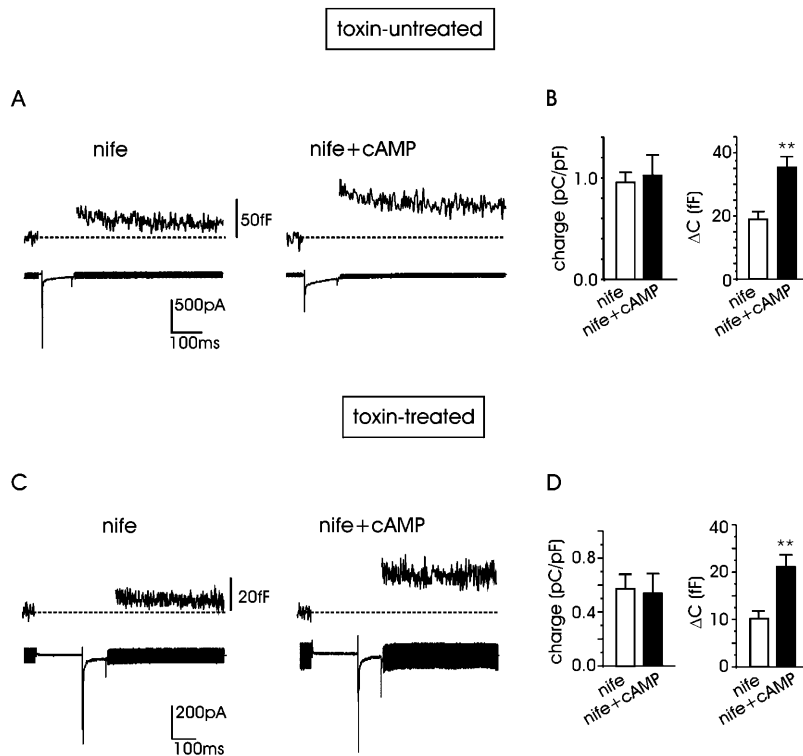 toxin-untreated
A
B
nife
nife+cAMP
50fF
500pA
100ms
charge (pC/pF)
1.0
0.0
nife
nife+cAMP
ΔC (fF)
40
20
0
**
nife
nife+cAMP
toxin-treated
C
D
nife
nife+cAMP
20fF
200pA
100ms
charge (pC/pF)
0.8
0.4
0.0
nife
nife+cAMP
ΔC (fF)
40
20
10
0
**
nife
nife+cAMP